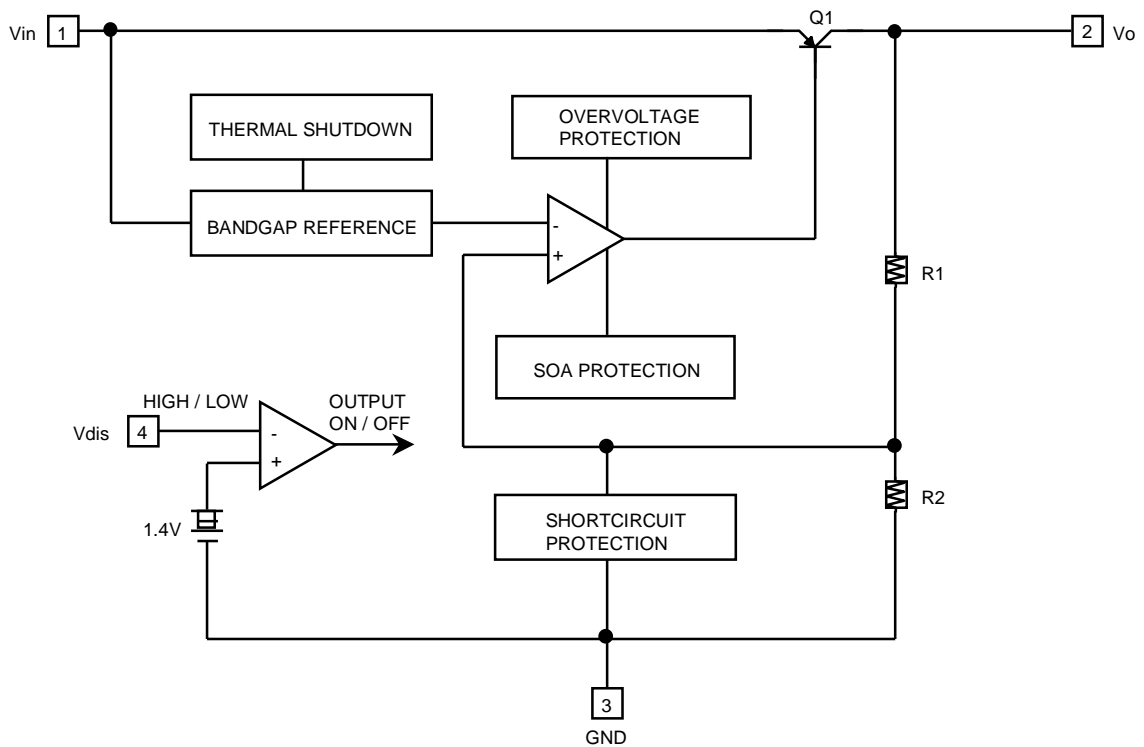 Q1
Vin 1
2 Vo
THERMAL SHUTDOWN
OVERVOLTAGE
PROTECTION
BANDGAP REFERENCE
-
+
R1
SOA PROTECTION
HIGH / LOW
OUTPUT
ON / OFF
Vdis 4
-
+
R2
1.4V
SHORTCIRCUIT
PROTECTION
3
GND